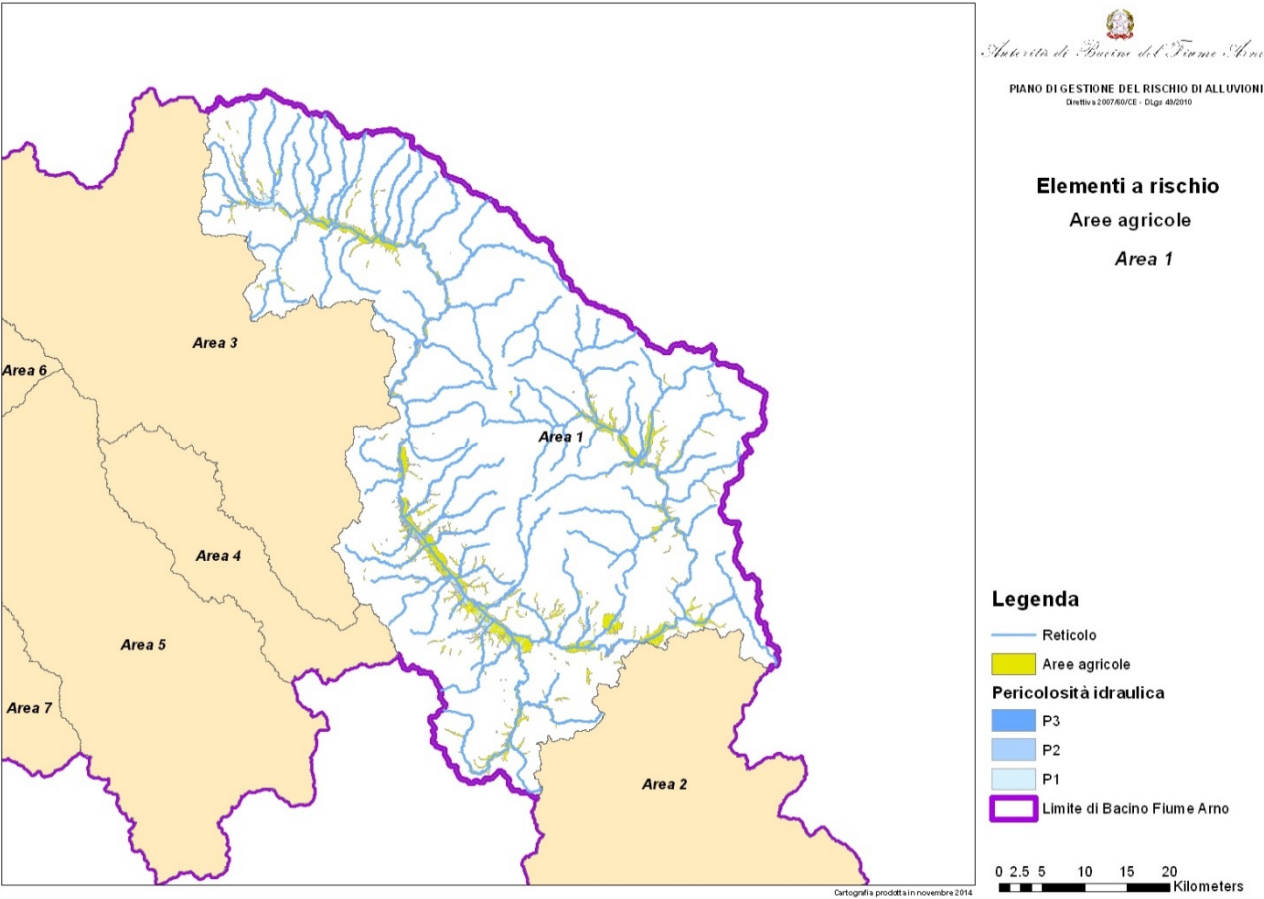 Autorità di Bacino del Fiume Arno
PIANO DI GESTIONE DEL RISCHIO DI ALLUVIONI
Direttiva 2007/60/CE - DLgs 49/2010
Elementi a rischio
Aree agricole
Area 1
Area 3
Area 6
Area 1
Area 4
Area 5
Area 7
Area 2
Legenda
Reticolo
Aree agricole
Pericolosità idraulica
P3
P2
P1
Limite di Bacino Fiume Arno
0 2.5 5 10 15 20
Kilometers
Cartografia prodotta in novembre 2014